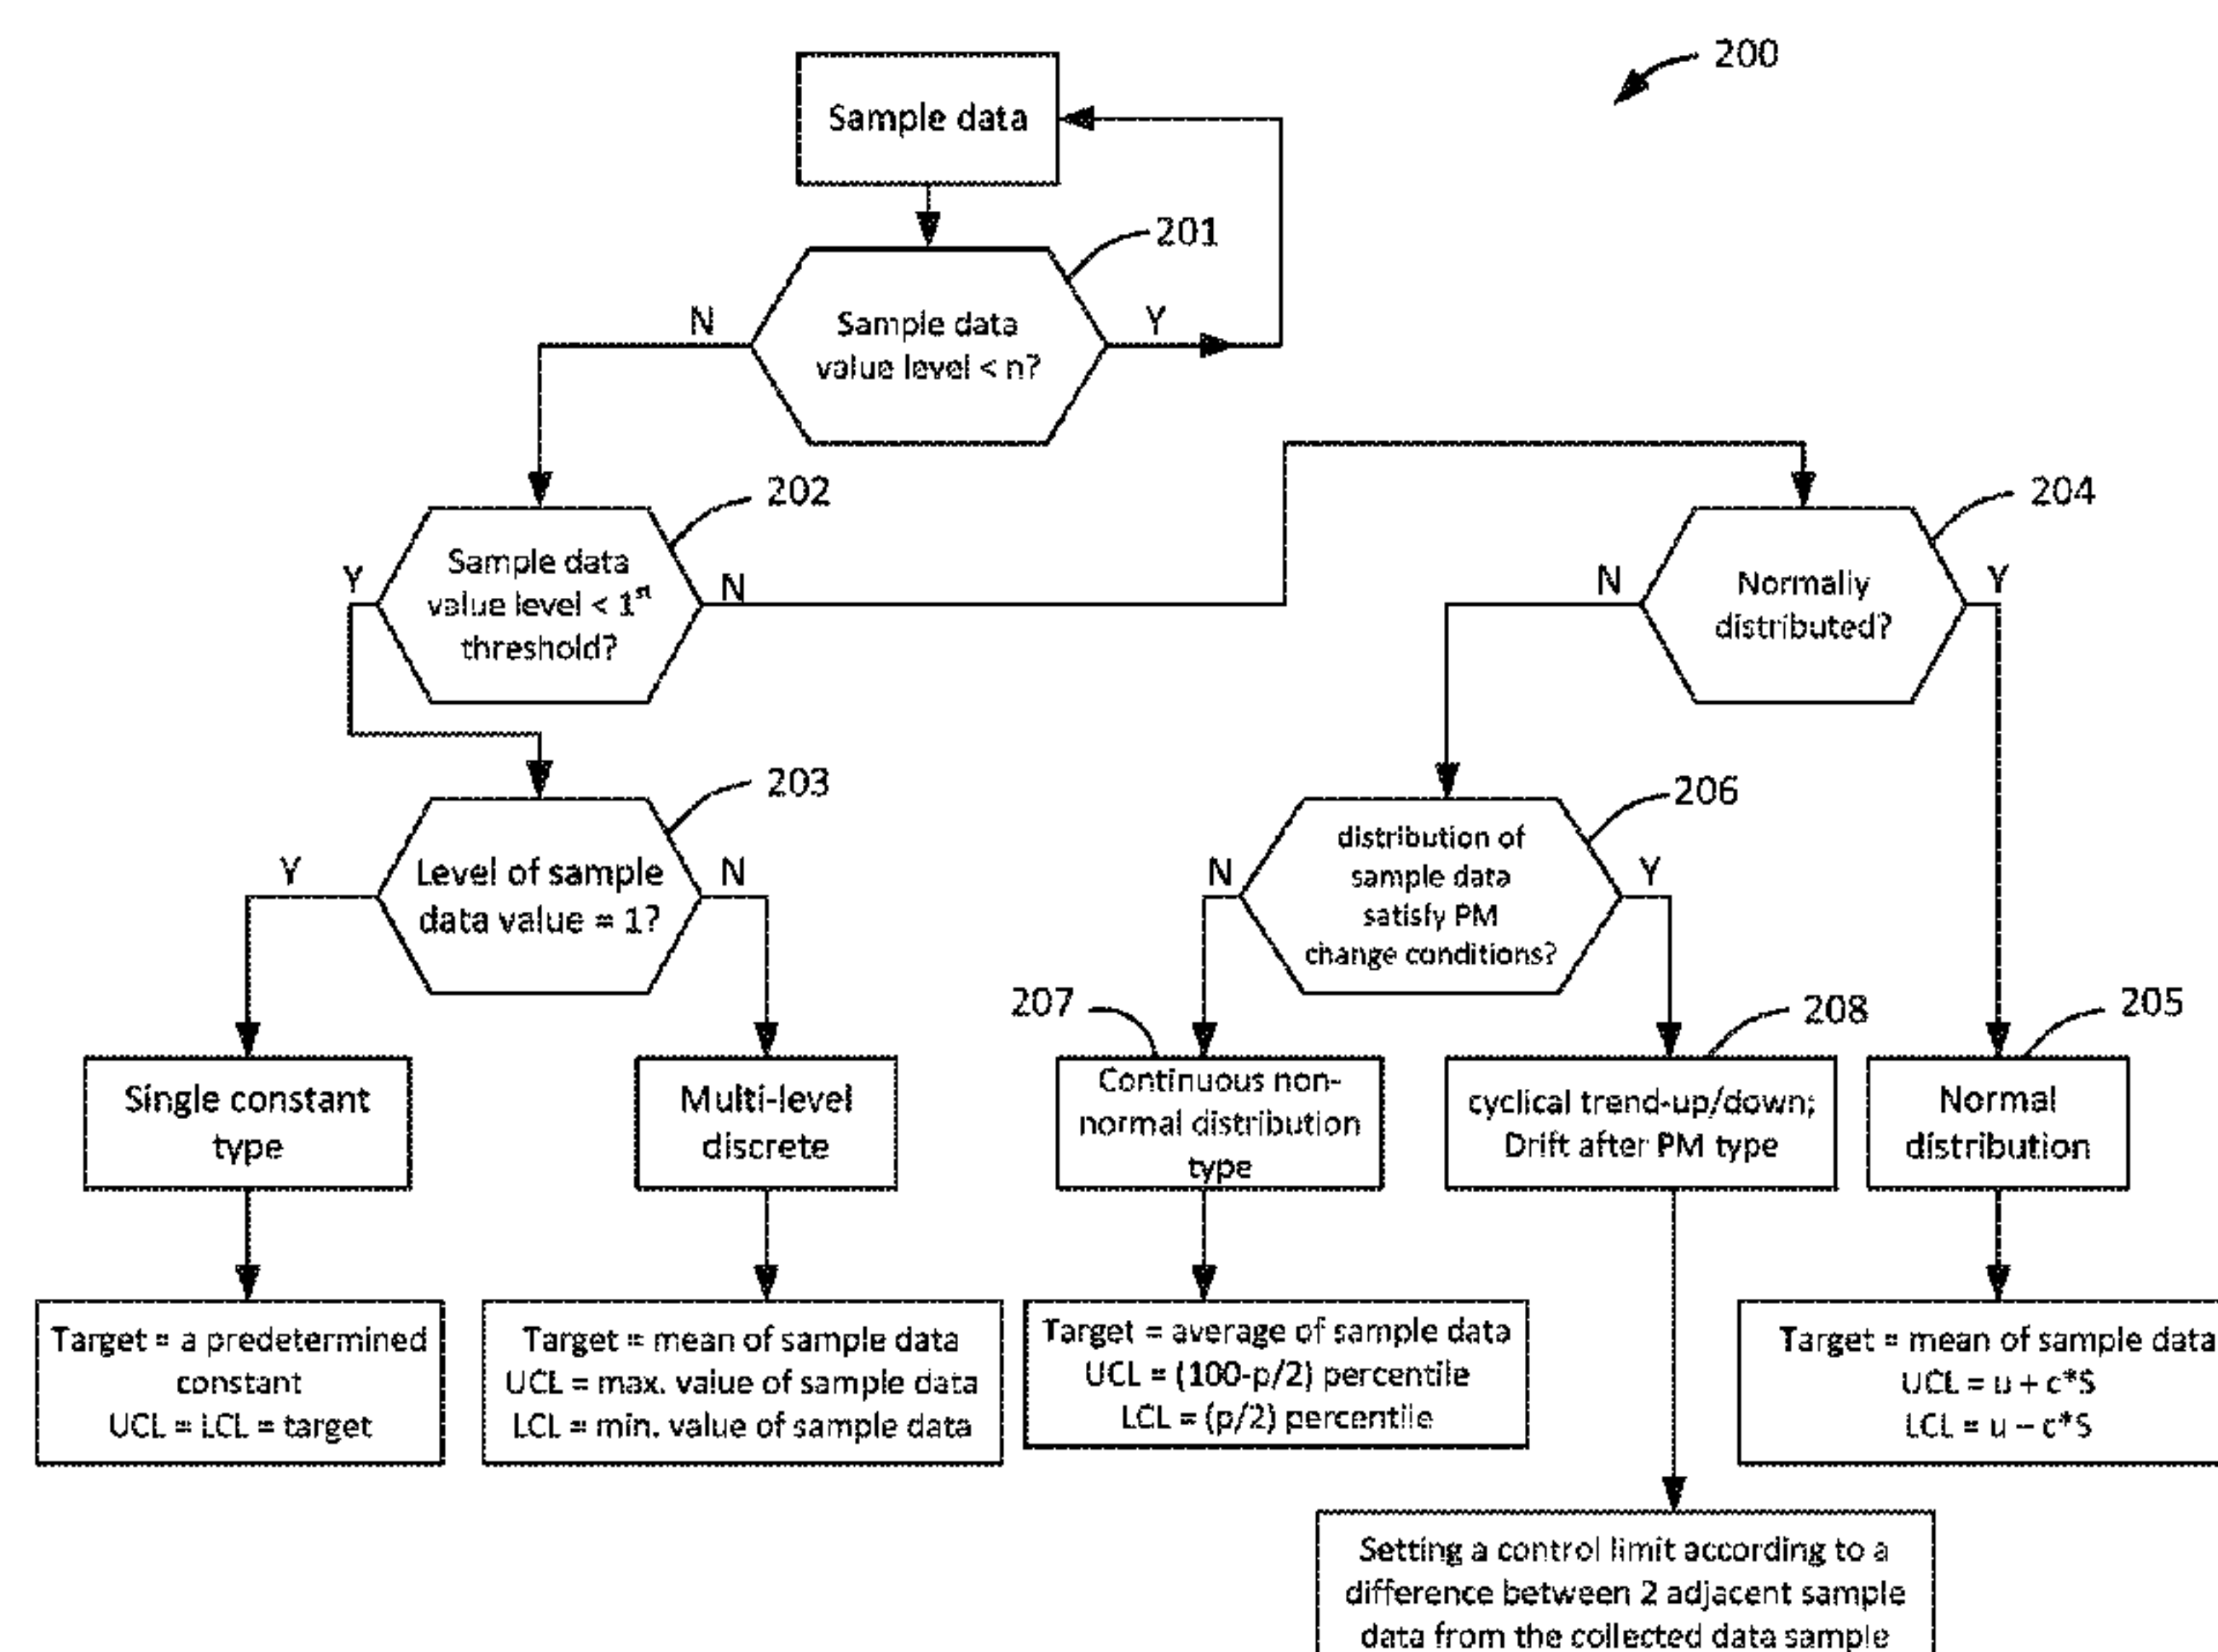 200
Sample data
201
Sample data
value level < n?
N
Y
202
Sample data
value level < 1st
threshold?
Y
N
204
Normally
distributed?
N
Y
203
Level of sample
data value = 1?
Y
N
206
distribution of
sample data
satisfy PM
change conditions?
N
Y
207
208
205
Single constant
type
Multi-level
discrete
Continuous non-
normal distribution
type
cyclical trend-up/down;
Drift after PM type
Normal
distribution
Target = a predetermined
constant
UCL = LCL = target
Target = mean of sample data
UCL = max. value of sample data
LCL = min. value of sample data
Target = average of sample data
UCL = (100-p/2) percentile
LCL = (p/2) percentile
Target = mean of sample data
UCL = u + c*S
LCL = u – c*S
Setting a control limit according to a
difference between 2 adjacent sample
data from the collected data sample